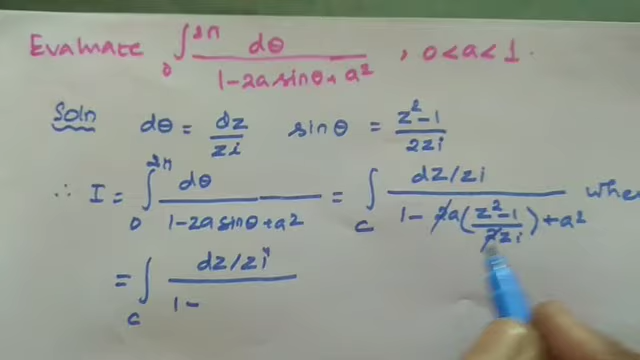 Evaluate ∫₀^2π dθ / (1-2a sinθ + a²) , 0<a<1.
Soln dθ = dz/zi sinθ = (z²-1)/2zi
∴ I = ∫₀^2π dθ / (1-2a sinθ + a²) = ∫_c (dz/zi) / (1 - 2a((z²-1)/2zi) + a²) Whe
= ∫_c (dz/zi) / (1-